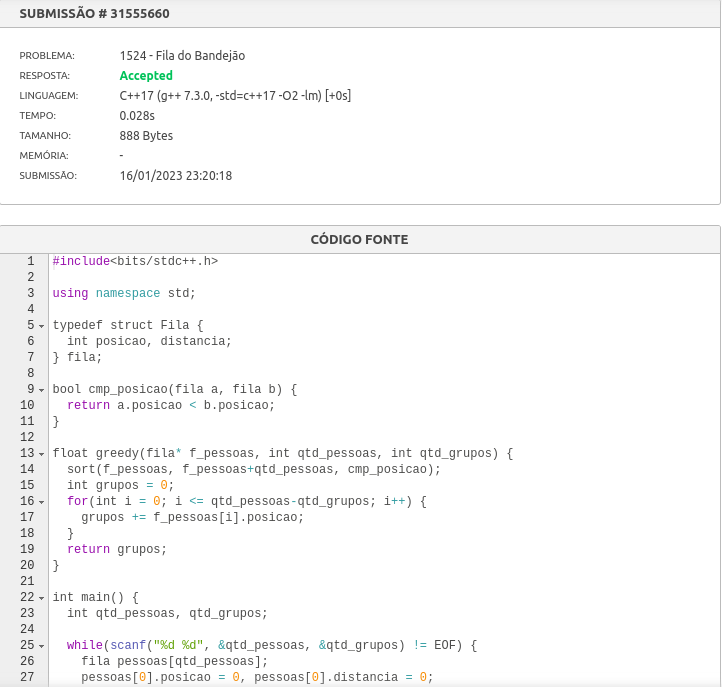 SUBMISSÃO # 31555660
PROBLEMA: 1524 - Fila do Bandejão
RESPOSTA: Accepted
LINGUAGEM: C++17 (g++ 7.3.0, -std=c++17 -O2 -lm) [+0s]
TEMPO: 0.028s
TAMANHO: 888 Bytes
MEMÓRIA: -
SUBMISSÃO: 16/01/2023 23:20:18
CÓDIGO FONTE
1 #include<bits/stdc++.h>
2
3 using namespace std;
4
5 typedef struct Fila {
6   int posicao, distancia;
7 } fila;
8
9 bool cmp_posicao(fila a, fila b) {
10   return a.posicao < b.posicao;
11 }
12
13 float greedy(fila* f_pessoas, int qtd_pessoas, int qtd_grupos) {
14   sort(f_pessoas, f_pessoas+qtd_pessoas, cmp_posicao);
15   int grupos = 0;
16   for(int i = 0; i <= qtd_pessoas-qtd_grupos; i++) {
17     grupos += f_pessoas[i].posicao;
18   }
19   return grupos;
20 }
21
22 int main() {
23   int qtd_pessoas, qtd_grupos;
24
25   while(scanf("%d %d", &qtd_pessoas, &qtd_grupos) != EOF) {
26     fila pessoas[qtd_pessoas];
27     pessoas[0].posicao = 0, pessoas[0].distancia = 0;